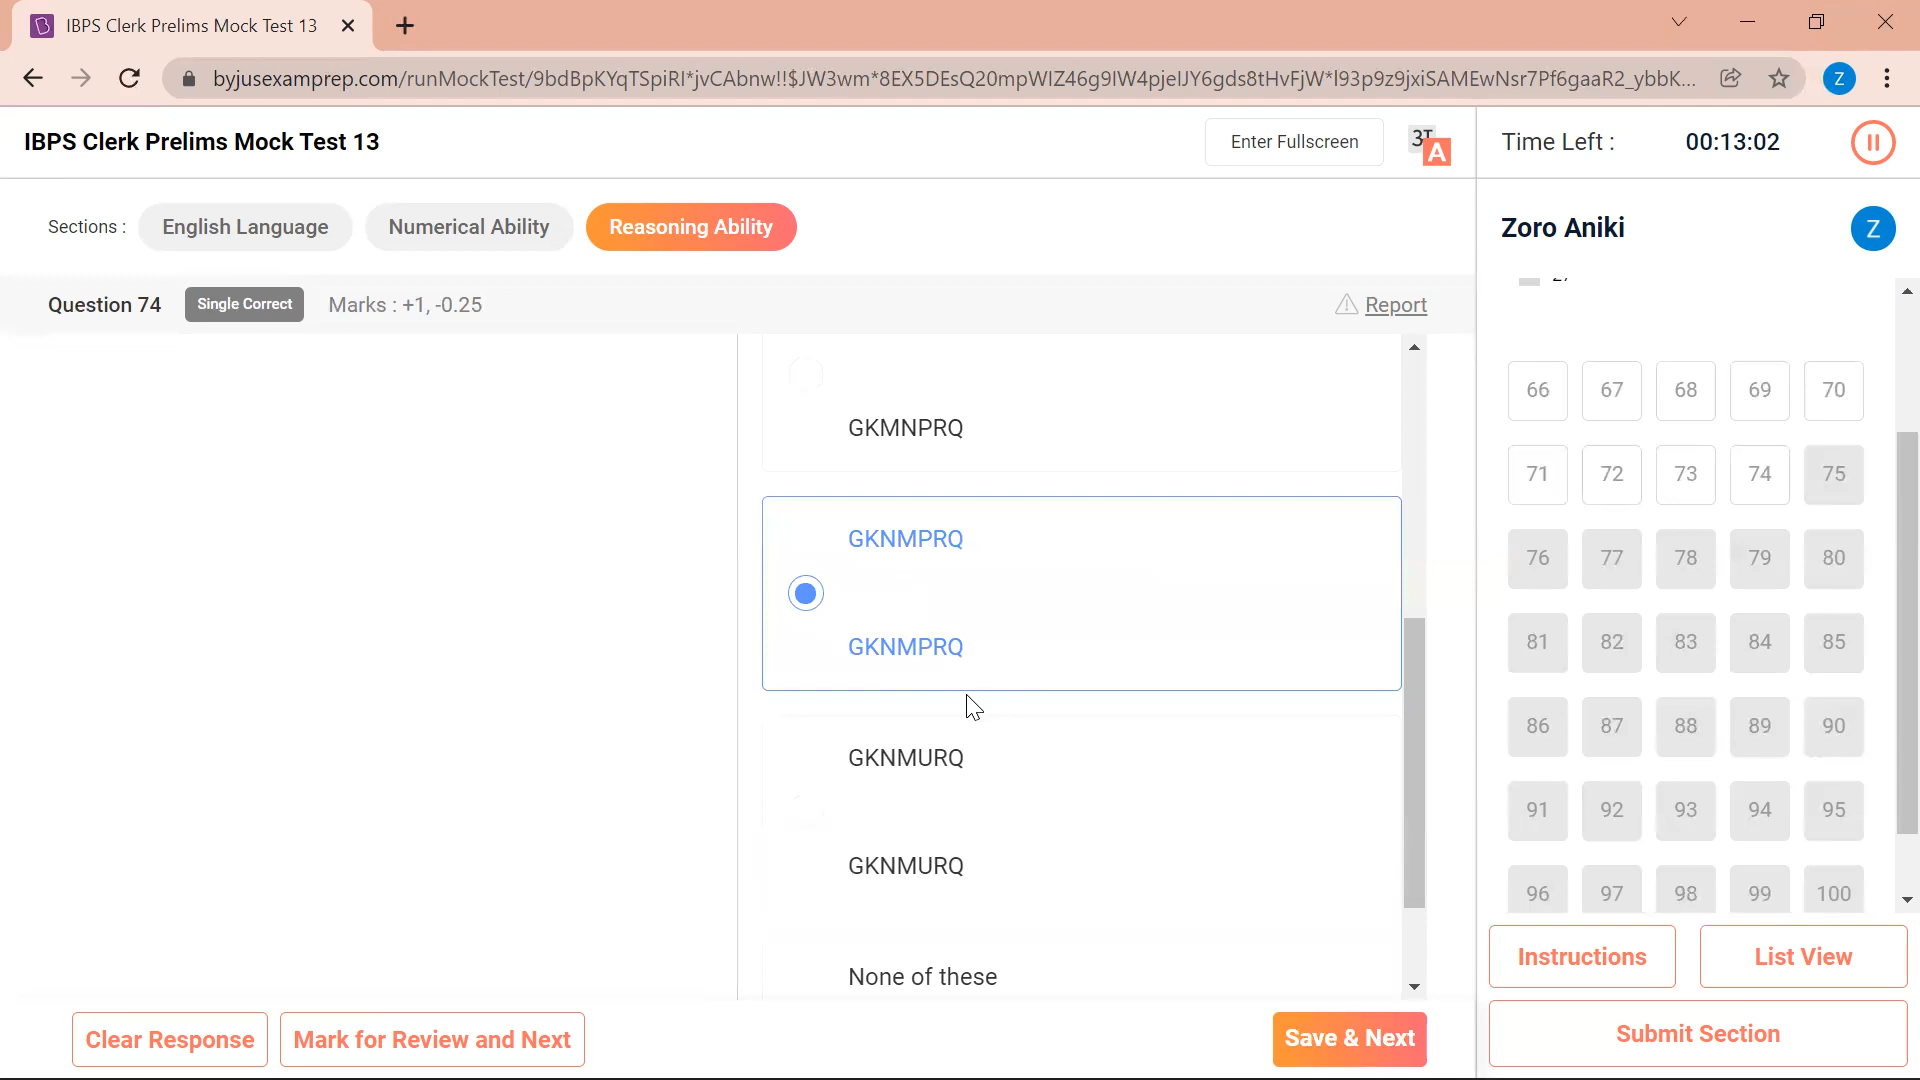 IBPS Clerk Prelims Mock Test 13
byjusexamprep.com/runMockTest/9bdBpKYqTSpiRI*jvCAbnw!!$JW3wm*8EX5DEsQ20mpWIZ46g9IW4pjeIJY6gds8tHvFjW*l93p9z9jxiSAMEwNsr7Pf6gaaR2_ybbK...
Z
IBPS Clerk Prelims Mock Test 13
Enter Fullscreen
A
Time Left :
00:13:02
Sections :
English Language
Numerical Ability
Reasoning Ability
Zoro Aniki
Z
Question 74
Single Correct
Marks : +1, -0.25
Report
GKMNPRQ
GKNMPRQ
GKNMPRQ
GKNMURQ
GKNMURQ
None of these
66 67 68 69 70
71 72 73 74 75
76 77 78 79 80
81 82 83 84 85
86 87 88 89 90
91 92 93 94 95
96 97 98 99 100
Instructions
List View
Clear Response
Mark for Review and Next
Save & Next
Submit Section